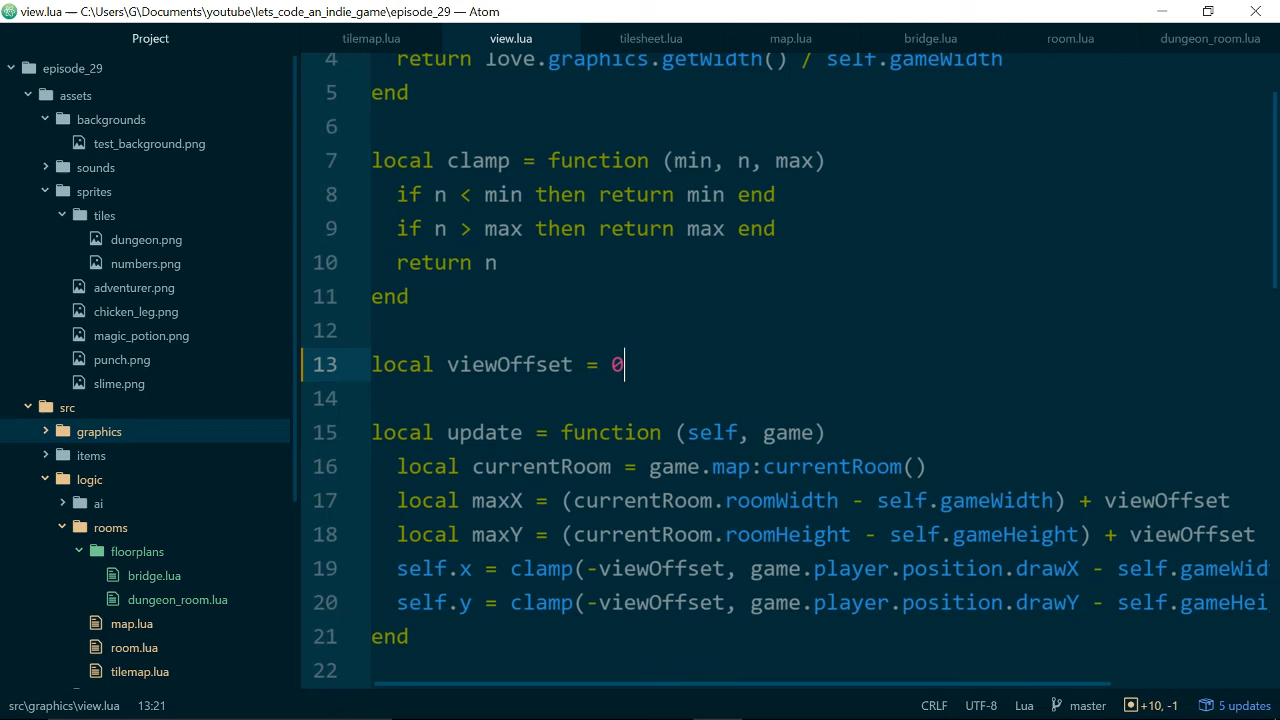 view.lua — C:\Users\G\Documents\youtube\lets_code_an_indie_game\episode_29 — Atom
Project
tilemap.lua
view.lua
tilesheet.lua
map.lua
bridge.lua
room.lua
dungeon_room.lua
episode_29
assets
backgrounds
test_background.png
sounds
sprites
tiles
dungeon.png
numbers.png
adventurer.png
chicken_leg.png
magic_potion.png
punch.png
slime.png
src
graphics
items
logic
ai
rooms
floorplans
bridge.lua
dungeon_room.lua
map.lua
room.lua
tilemap.lua
4 return love.graphics.getWidth() / self.gameWidth
5 end
6
7 local clamp = function (min, n, max)
8 if n < min then return min end
9 if n > max then return max end
10 return n
11 end
12
13 local viewOffset = 0
14
15 local update = function (self, game)
16 local currentRoom = game.map:currentRoom()
17 local maxX = (currentRoom.roomWidth - self.gameWidth) + viewOffset
18 local maxY = (currentRoom.roomHeight - self.gameHeight) + viewOffset
19 self.x = clamp(-viewOffset, game.player.position.drawX - self.gameWid
20 self.y = clamp(-viewOffset, game.player.position.drawY - self.gameHei
21 end
22
src\graphics\view.lua 13:21
CRLF UTF-8 Lua master +10, -1 5 updates